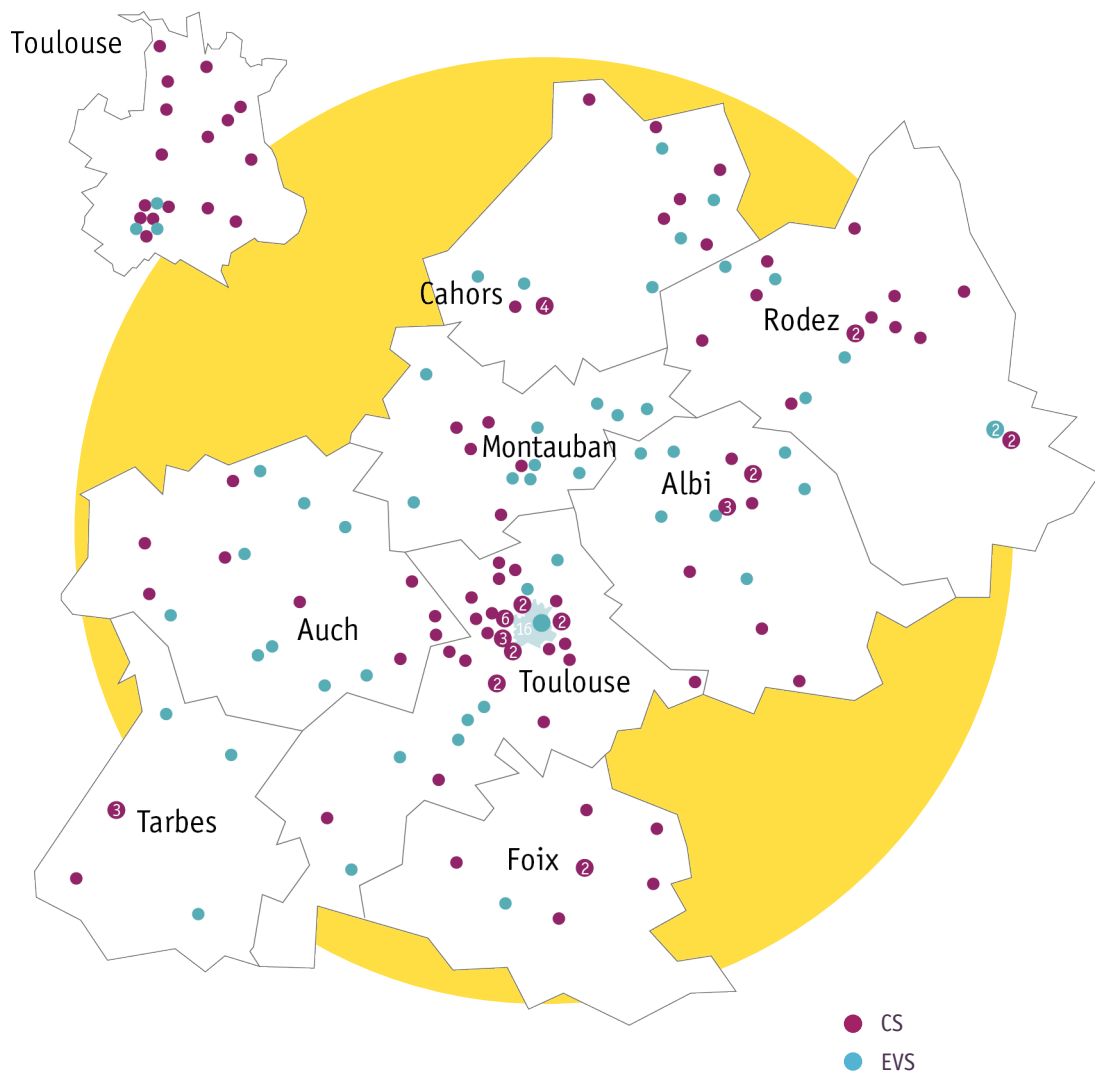 Toulouse
Cahors
4
Rodez
2
2
2
Montauban
Albi
2
3
Auch
2
6
2
16
3
2
2
Toulouse
3
Tarbes
Foix
2
CS
EVS